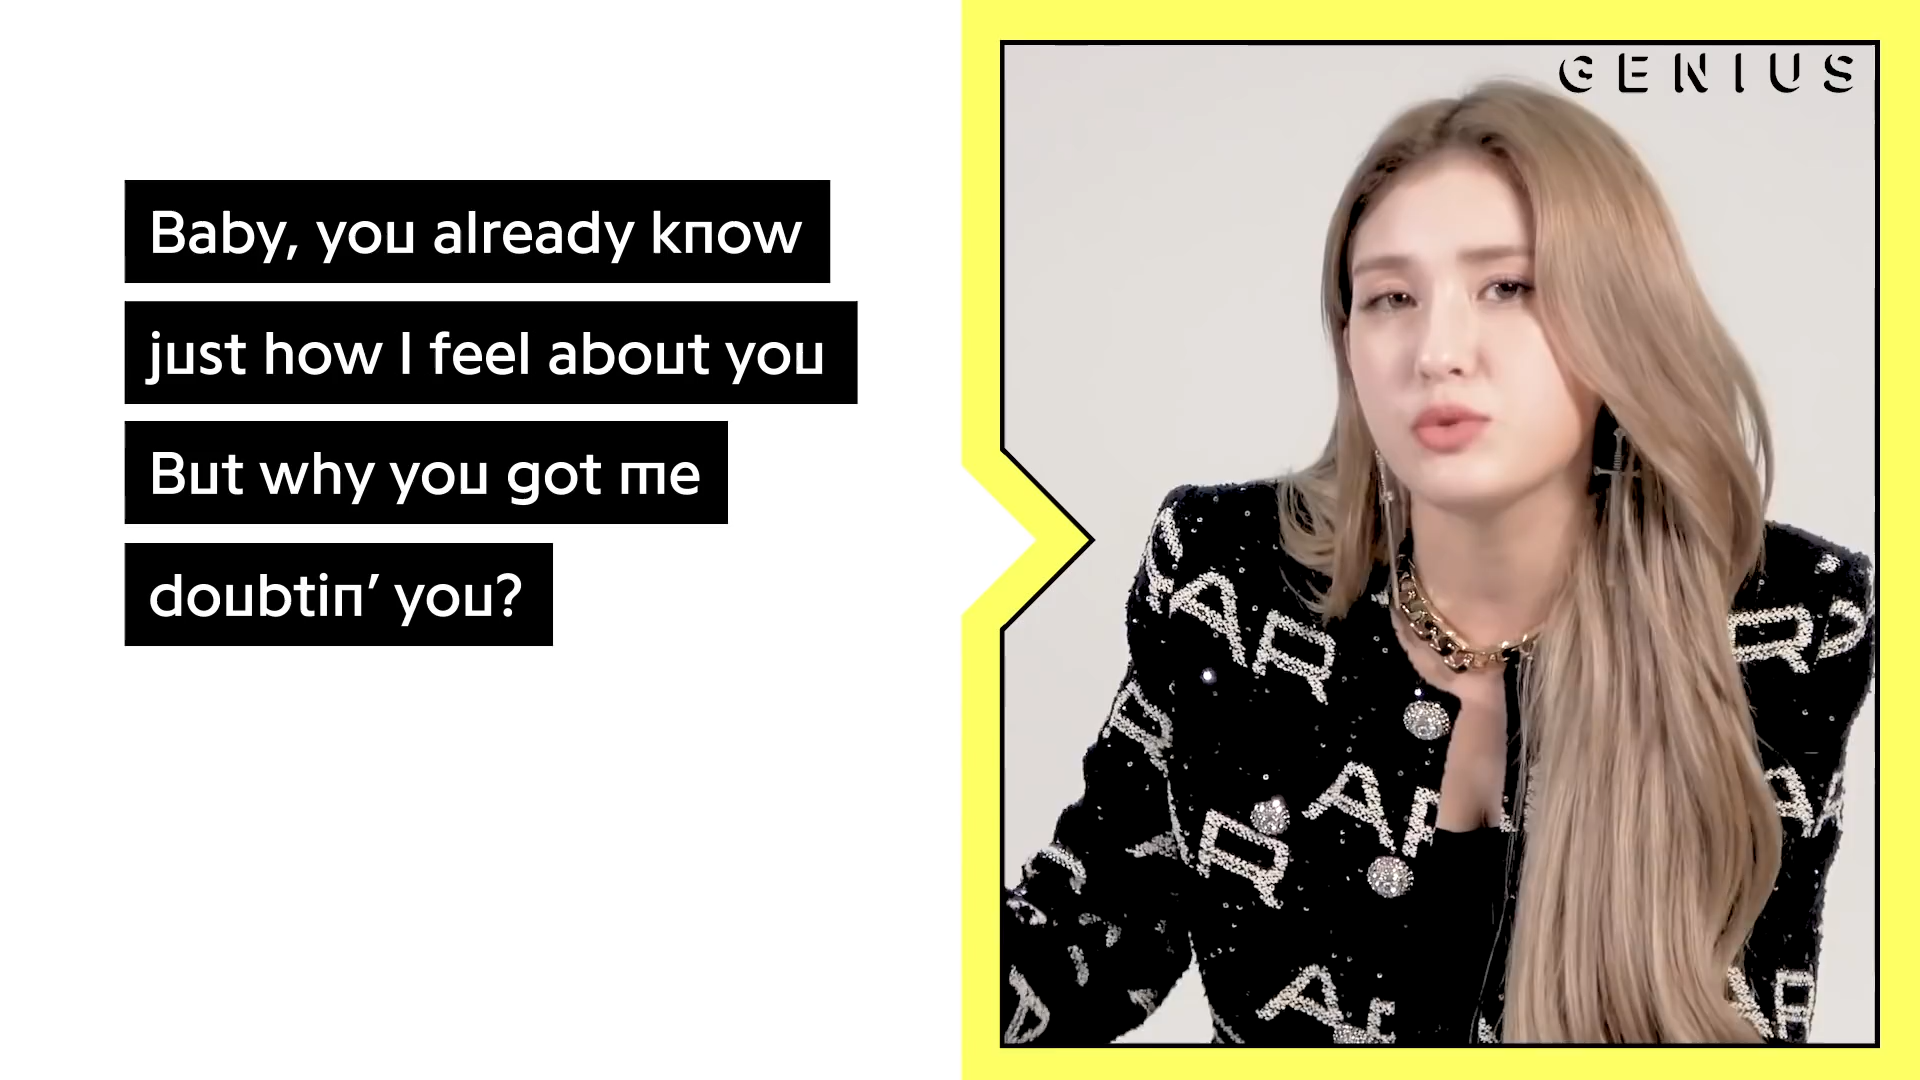 GENIUS
Baby, you already know
just how I feel about you
But why you got me
doubtin’ you?